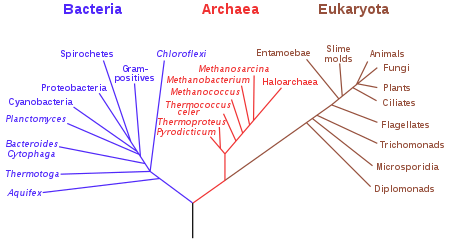 Bacteria
Archaea
Eukaryota
Spirochetes
Chloroflexi
Gram-
positives
Proteobacteria
Cyanobacteria
Planctomyces
Bacteroides
Cytophaga
Thermotoga
Aquifex
Methanosarcina
Methanobacterium
Haloarchaea
Methanococcus
Thermococcus
celer
Thermoproteus
Pyrodicticum
Entamoebae
Slime
molds
Animals
Fungi
Plants
Ciliates
Flagellates
Trichomonads
Microsporidia
Diplomonads